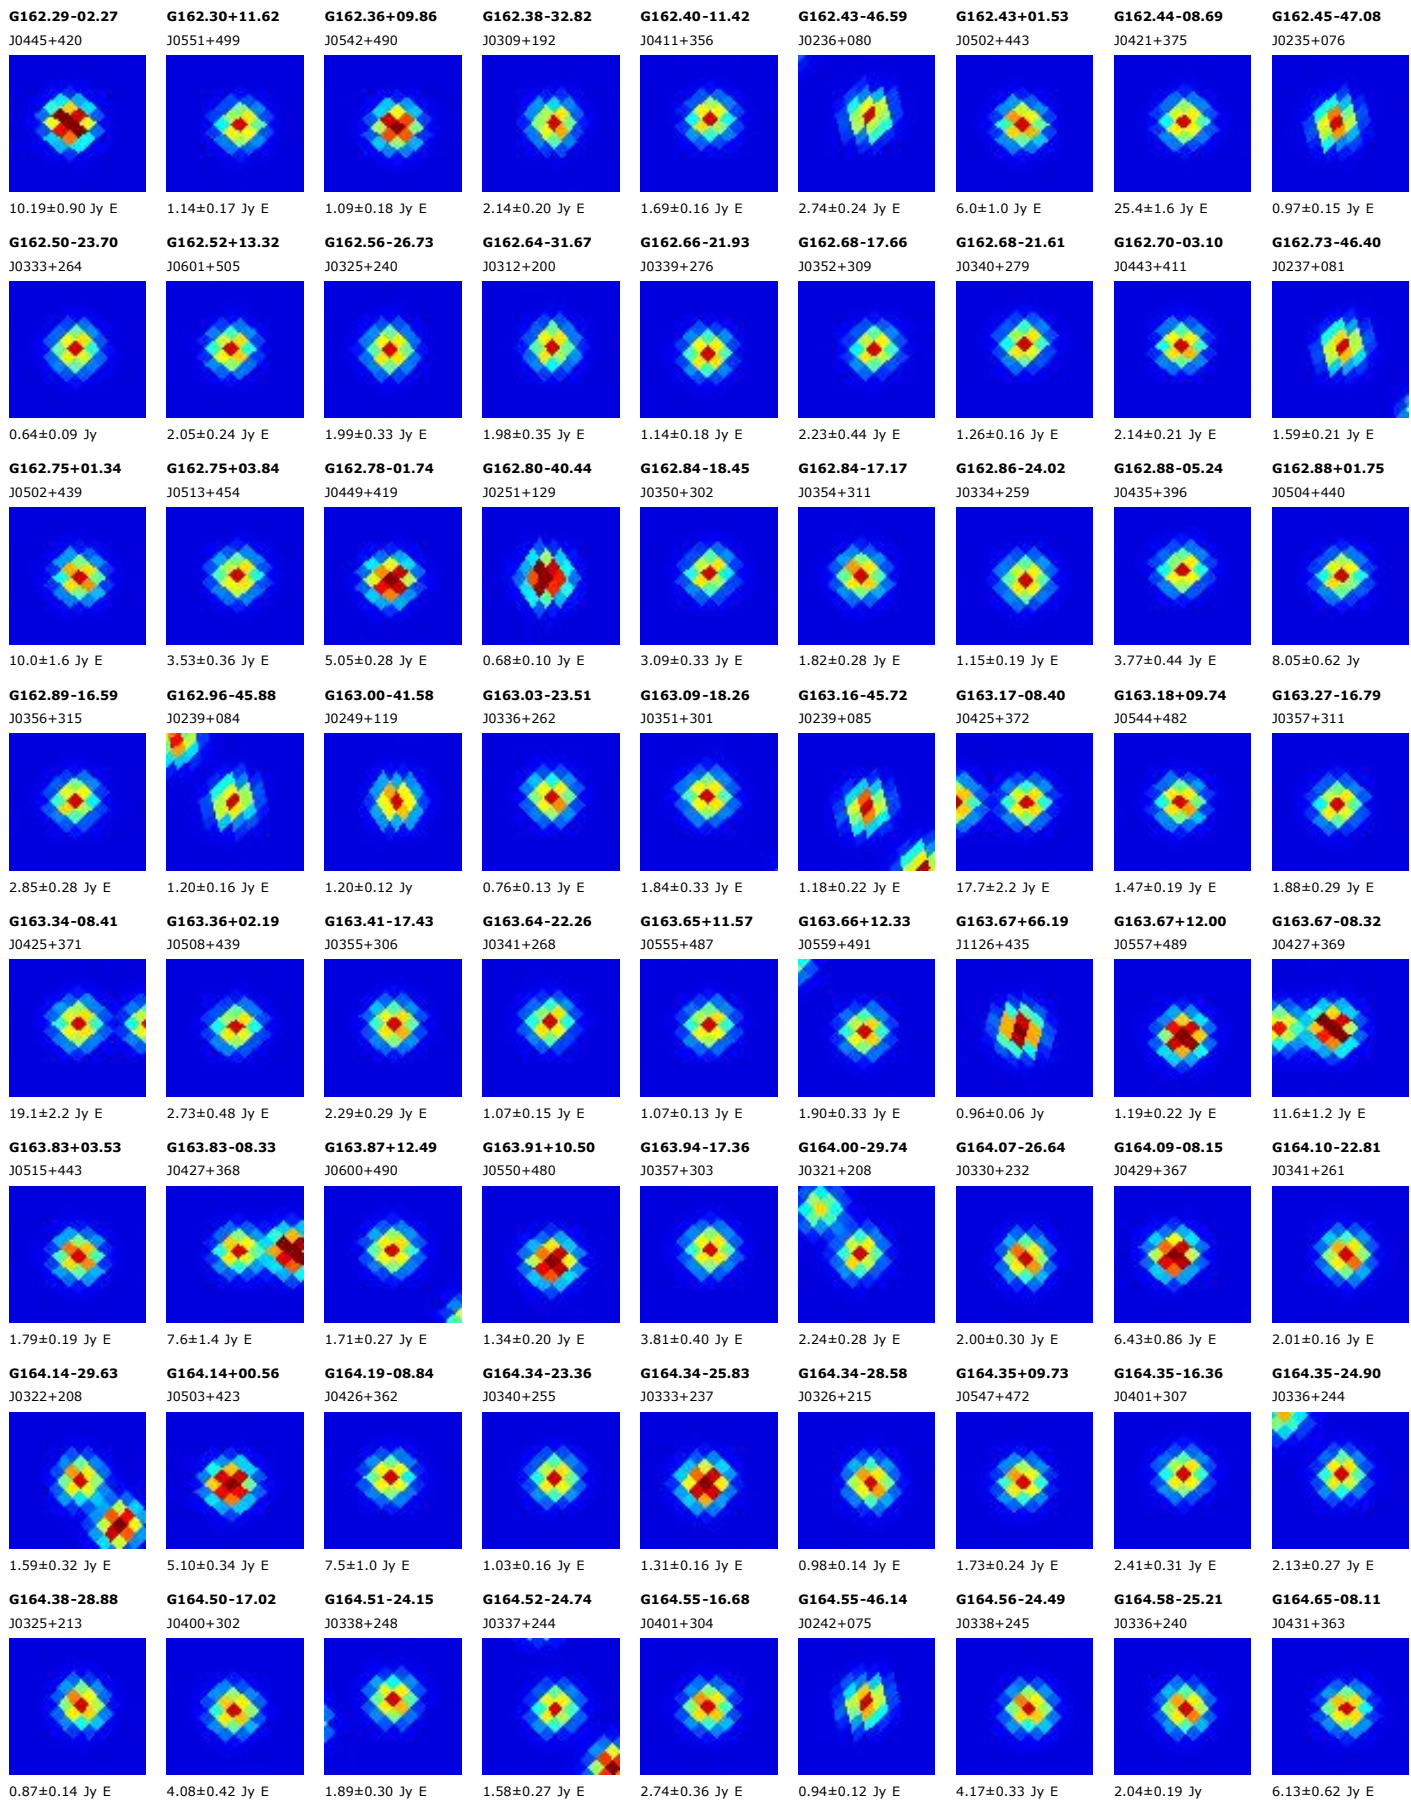 G162.29-02.27 G162.30+11.62 G162.36+09.86 G162.38-32.82 G162.40-11.42 G162.43-46.59 G162.43+01.53 G162.44-08.69 G162.45-47.08
J0445+420 J0551+499 J0542+490 J0309+192 J0411+356 J0236+080 J0502+443 J0421+375 J0235+076
10.19±0.90 Jy E 1.14±0.17 Jy E 1.09±0.18 Jy E 2.14±0.20 Jy E 1.69±0.16 Jy E 2.74±0.24 Jy E 6.0±1.0 Jy E 25.4±1.6 Jy E 0.97±0.15 Jy E
G162.50-23.70 G162.52+13.32 G162.56-26.73 G162.64-31.67 G162.66-21.93 G162.68-17.66 G162.68-21.61 G162.70-03.10 G162.73-46.40
J0333+264 J0601+505 J0325+240 J0312+200 J0339+276 J0352+309 J0340+279 J0443+411 J0237+081
0.64±0.09 Jy 2.05±0.24 Jy E 1.99±0.33 Jy E 1.98±0.35 Jy E 1.14±0.18 Jy E 2.23±0.44 Jy E 1.26±0.16 Jy E 2.14±0.21 Jy E 1.59±0.21 Jy E
G162.75+01.34 G162.75+03.84 G162.78-01.74 G162.80-40.44 G162.84-18.45 G162.84-17.17 G162.86-24.02 G162.88-05.24 G162.88+01.75
J0502+439 J0513+454 J0449+419 J0251+129 J0350+302 J0354+311 J0334+259 J0435+396 J0504+440
10.0±1.6 Jy E 3.53±0.36 Jy E 5.05±0.28 Jy E 0.68±0.10 Jy E 3.09±0.33 Jy E 1.82±0.28 Jy E 1.15±0.19 Jy E 3.77±0.44 Jy E 8.05±0.62 Jy
G162.89-16.59 G162.96-45.88 G163.00-41.58 G163.03-23.51 G163.09-18.26 G163.16-45.72 G163.17-08.40 G163.18+09.74 G163.27-16.79
J0356+315 J0239+084 J0249+119 J0336+262 J0351+301 J0239+085 J0425+372 J0544+482 J0357+311
2.85±0.28 Jy E 1.20±0.16 Jy E 1.20±0.12 Jy 0.76±0.13 Jy E 1.84±0.33 Jy E 1.18±0.22 Jy E 17.7±2.2 Jy E 1.47±0.19 Jy E 1.88±0.29 Jy E
G163.34-08.41 G163.36+02.19 G163.41-17.43 G163.64-22.26 G163.65+11.57 G163.66+12.33 G163.67+66.19 G163.67+12.00 G163.67-08.32
J0425+371 J0508+439 J0355+306 J0341+268 J0555+487 J0559+491 J1126+435 J0557+489 J0427+369
19.1±2.2 Jy E 2.73±0.48 Jy E 2.29±0.29 Jy E 1.07±0.15 Jy E 1.07±0.13 Jy E 1.90±0.33 Jy E 0.96±0.06 Jy 1.19±0.22 Jy E 11.6±1.2 Jy E
G163.83+03.53 G163.83-08.33 G163.87+12.49 G163.91+10.50 G163.94-17.36 G164.00-29.74 G164.07-26.64 G164.09-08.15 G164.10-22.81
J0515+443 J0427+368 J0600+490 J0550+480 J0357+303 J0321+208 J0330+232 J0429+367 J0341+261
1.79±0.19 Jy E 7.6±1.4 Jy E 1.71±0.27 Jy E 1.34±0.20 Jy E 3.81±0.40 Jy E 2.24±0.28 Jy E 2.00±0.30 Jy E 6.43±0.86 Jy E 2.01±0.16 Jy E
G164.14-29.63 G164.14+00.56 G164.19-08.84 G164.34-23.36 G164.34-25.83 G164.34-28.58 G164.35+09.73 G164.35-16.36 G164.35-24.90
J0322+208 J0503+423 J0426+362 J0340+255 J0333+237 J0326+215 J0547+472 J0401+307 J0336+244
1.59±0.32 Jy E 5.10±0.34 Jy E 7.5±1.0 Jy E 1.03±0.16 Jy E 1.31±0.16 Jy E 0.98±0.14 Jy E 1.73±0.24 Jy E 2.41±0.31 Jy E 2.13±0.27 Jy E
G164.38-28.88 G164.50-17.02 G164.51-24.15 G164.52-24.74 G164.55-16.68 G164.55-46.14 G164.56-24.49 G164.58-25.21 G164.65-08.11
J0325+213 J0400+302 J0338+248 J0337+244 J0401+304 J0242+075 J0338+245 J0336+240 J0431+363
0.87±0.14 Jy E 4.08±0.42 Jy E 1.89±0.30 Jy E 1.58±0.27 Jy E 2.74±0.36 Jy E 0.94±0.12 Jy E 4.17±0.33 Jy E 2.04±0.19 Jy 6.13±0.62 Jy E